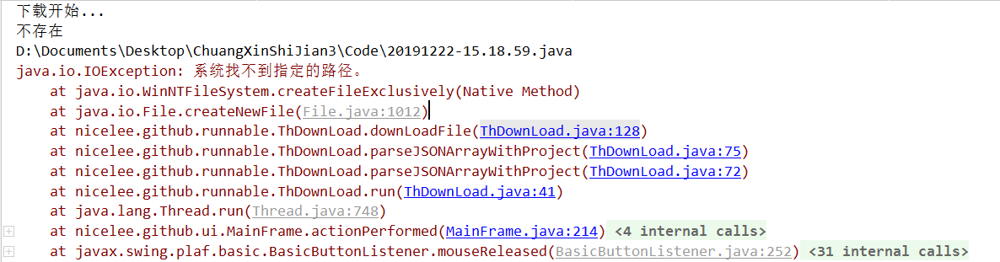 下载开始...
不存在
D:\Documents\Desktop\ChuangXinShiJian3\Code\20191222-15.18.59.java
java.io.IOException: 系统找不到指定的路径。
at java.io.WinNTFileSystem.createFileExclusively(Native Method)
at java.io.File.createNewFile(File.java:1012)
at nicelee.github.runnable.ThDownLoad.downLoadFile(ThDownLoad.java:128)
at nicelee.github.runnable.ThDownLoad.parseJSONArrayWithProject(ThDownLoad.java:75)
at nicelee.github.runnable.ThDownLoad.parseJSONArrayWithProject(ThDownLoad.java:72)
at nicelee.github.runnable.ThDownLoad.run(ThDownLoad.java:41)
at java.lang.Thread.run(Thread.java:748)
at nicelee.github.ui.MainFrame.actionPerformed(MainFrame.java:214) <4 internal calls>
at javax.swing.plaf.basic.BasicButtonListener.mouseReleased(BasicButtonListener.java:252) <31 internal calls>